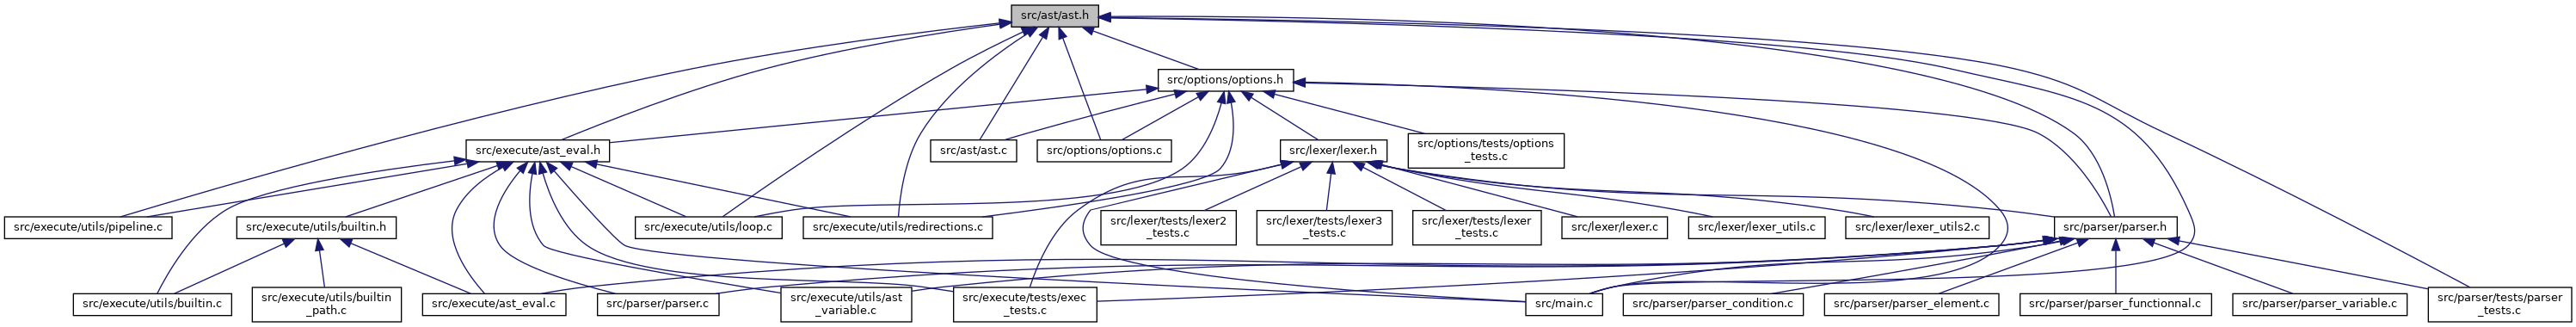 src/ast/ast.h
src/options/options.h
src/execute/ast_eval.h
src/ast/ast.c
src/options/options.c
src/lexer/lexer.h
src/options/tests/options
_tests.c
src/execute/utils/pipeline.c
src/execute/utils/builtin.h
src/execute/utils/loop.c
src/execute/utils/redirections.c
src/lexer/tests/lexer2
_tests.c
src/lexer/tests/lexer3
_tests.c
src/lexer/tests/lexer
_tests.c
src/lexer/lexer.c
src/lexer/lexer_utils.c
src/lexer/lexer_utils2.c
src/parser/parser.h
src/execute/utils/builtin.c
src/execute/utils/builtin
_path.c
src/execute/ast_eval.c
src/parser/parser.c
src/execute/utils/ast
_variable.c
src/execute/tests/exec
_tests.c
src/main.c
src/parser/parser_condition.c
src/parser/parser_element.c
src/parser/parser_functionnal.c
src/parser/parser_variable.c
src/parser/tests/parser
_tests.c